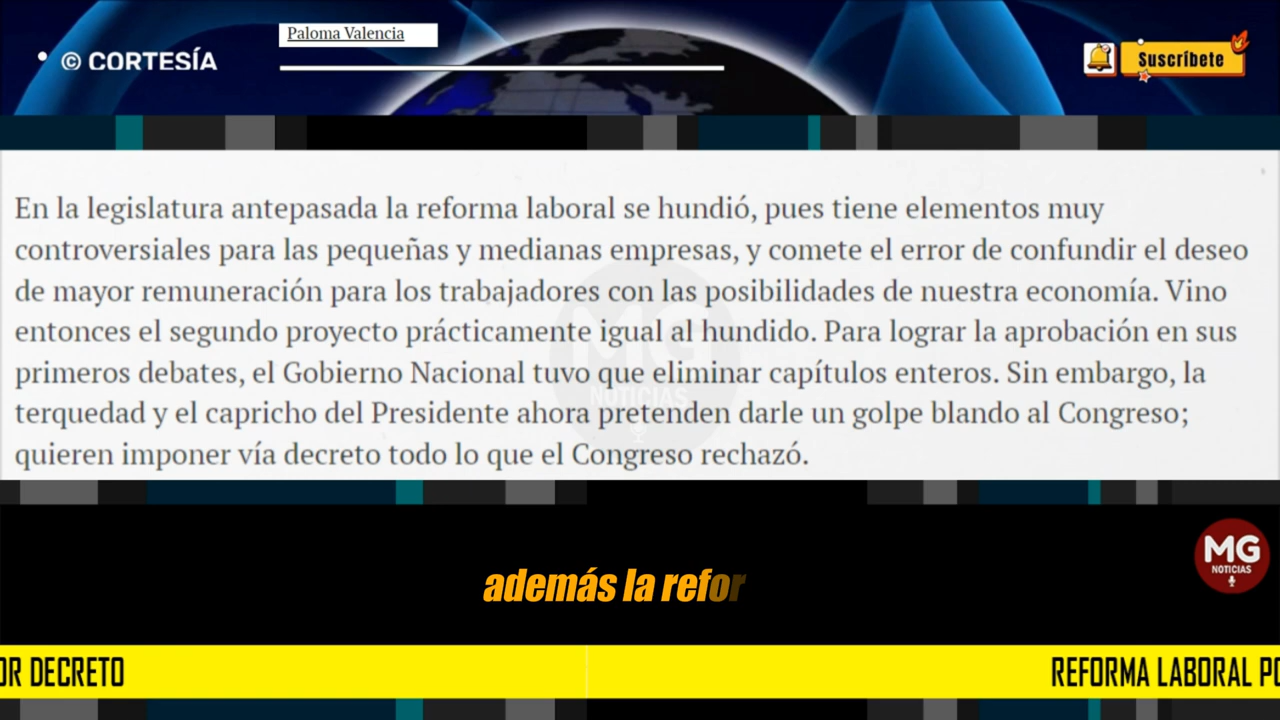 Paloma Valencia
© CORTESÍA
Suscríbete
En la legislatura antepasada la reforma laboral se hundió, pues tiene elementos muy
controversiales para las pequeñas y medianas empresas, y comete el error de confundir el deseo
de mayor remuneración para los trabajadores con las posibilidades de nuestra economía. Vino
entonces el segundo proyecto prácticamente igual al hundido. Para lograr la aprobación en sus
primeros debates, el Gobierno Nacional tuvo que eliminar capítulos enteros. Sin embargo, la
terquedad y el capricho del Presidente ahora pretenden darle un golpe blando al Congreso;
quieren imponer vía decreto todo lo que el Congreso rechazó.
MG
NOTICIAS
MG
NOTICIAS
además la refor
OR DECRETO
REFORMA LABORAL PO